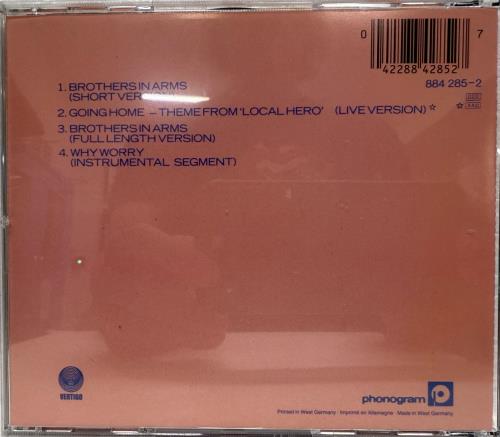 0 7
42288 42852
884 285-2
1. BROTHERS IN ARMS
(SHORT VERSION)
2. GOING HOME – THEME FROM 'LOCAL HERO' (LIVE VERSION) ☆
☆ DDD
AAD
3. BROTHERS IN ARMS
(FULL LENGTH VERSION)
4. WHY WORRY
(INSTRUMENTAL SEGMENT)
VERTIGO
phonogram
Printed in West Germany · Imprimé en Allemagne · Made in West Germany